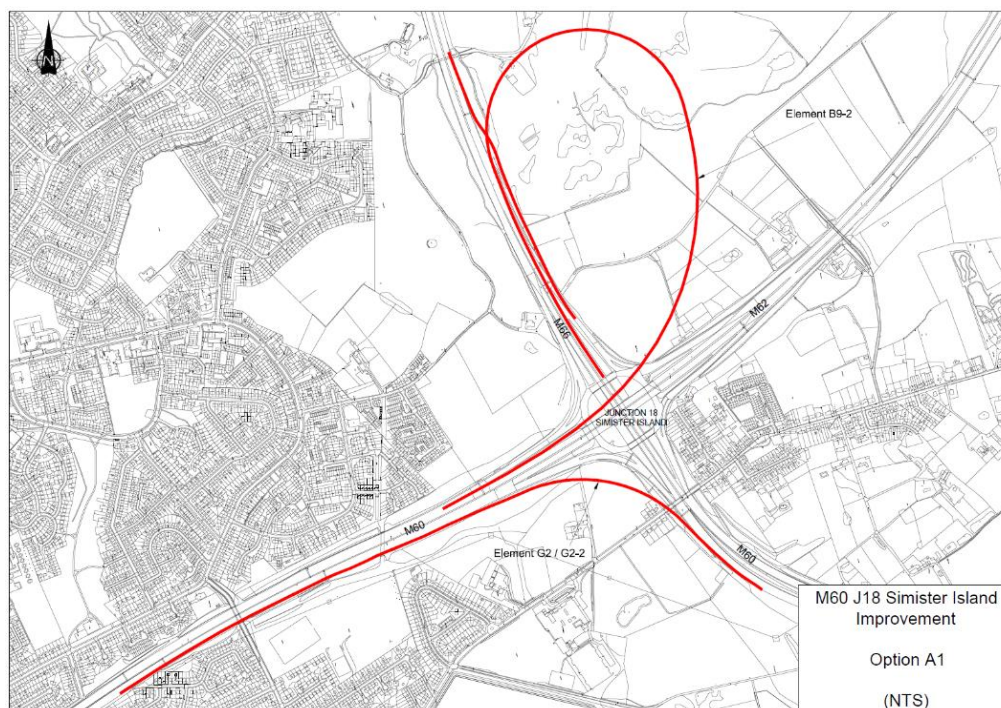 N
Element B9-2
M62
M66
JUNCTION 18
SIMISTER ISLAND
M60
Element G2 / G2-2
M60
M60 J18 Simister Island
Improvement
Option A1
(NTS)